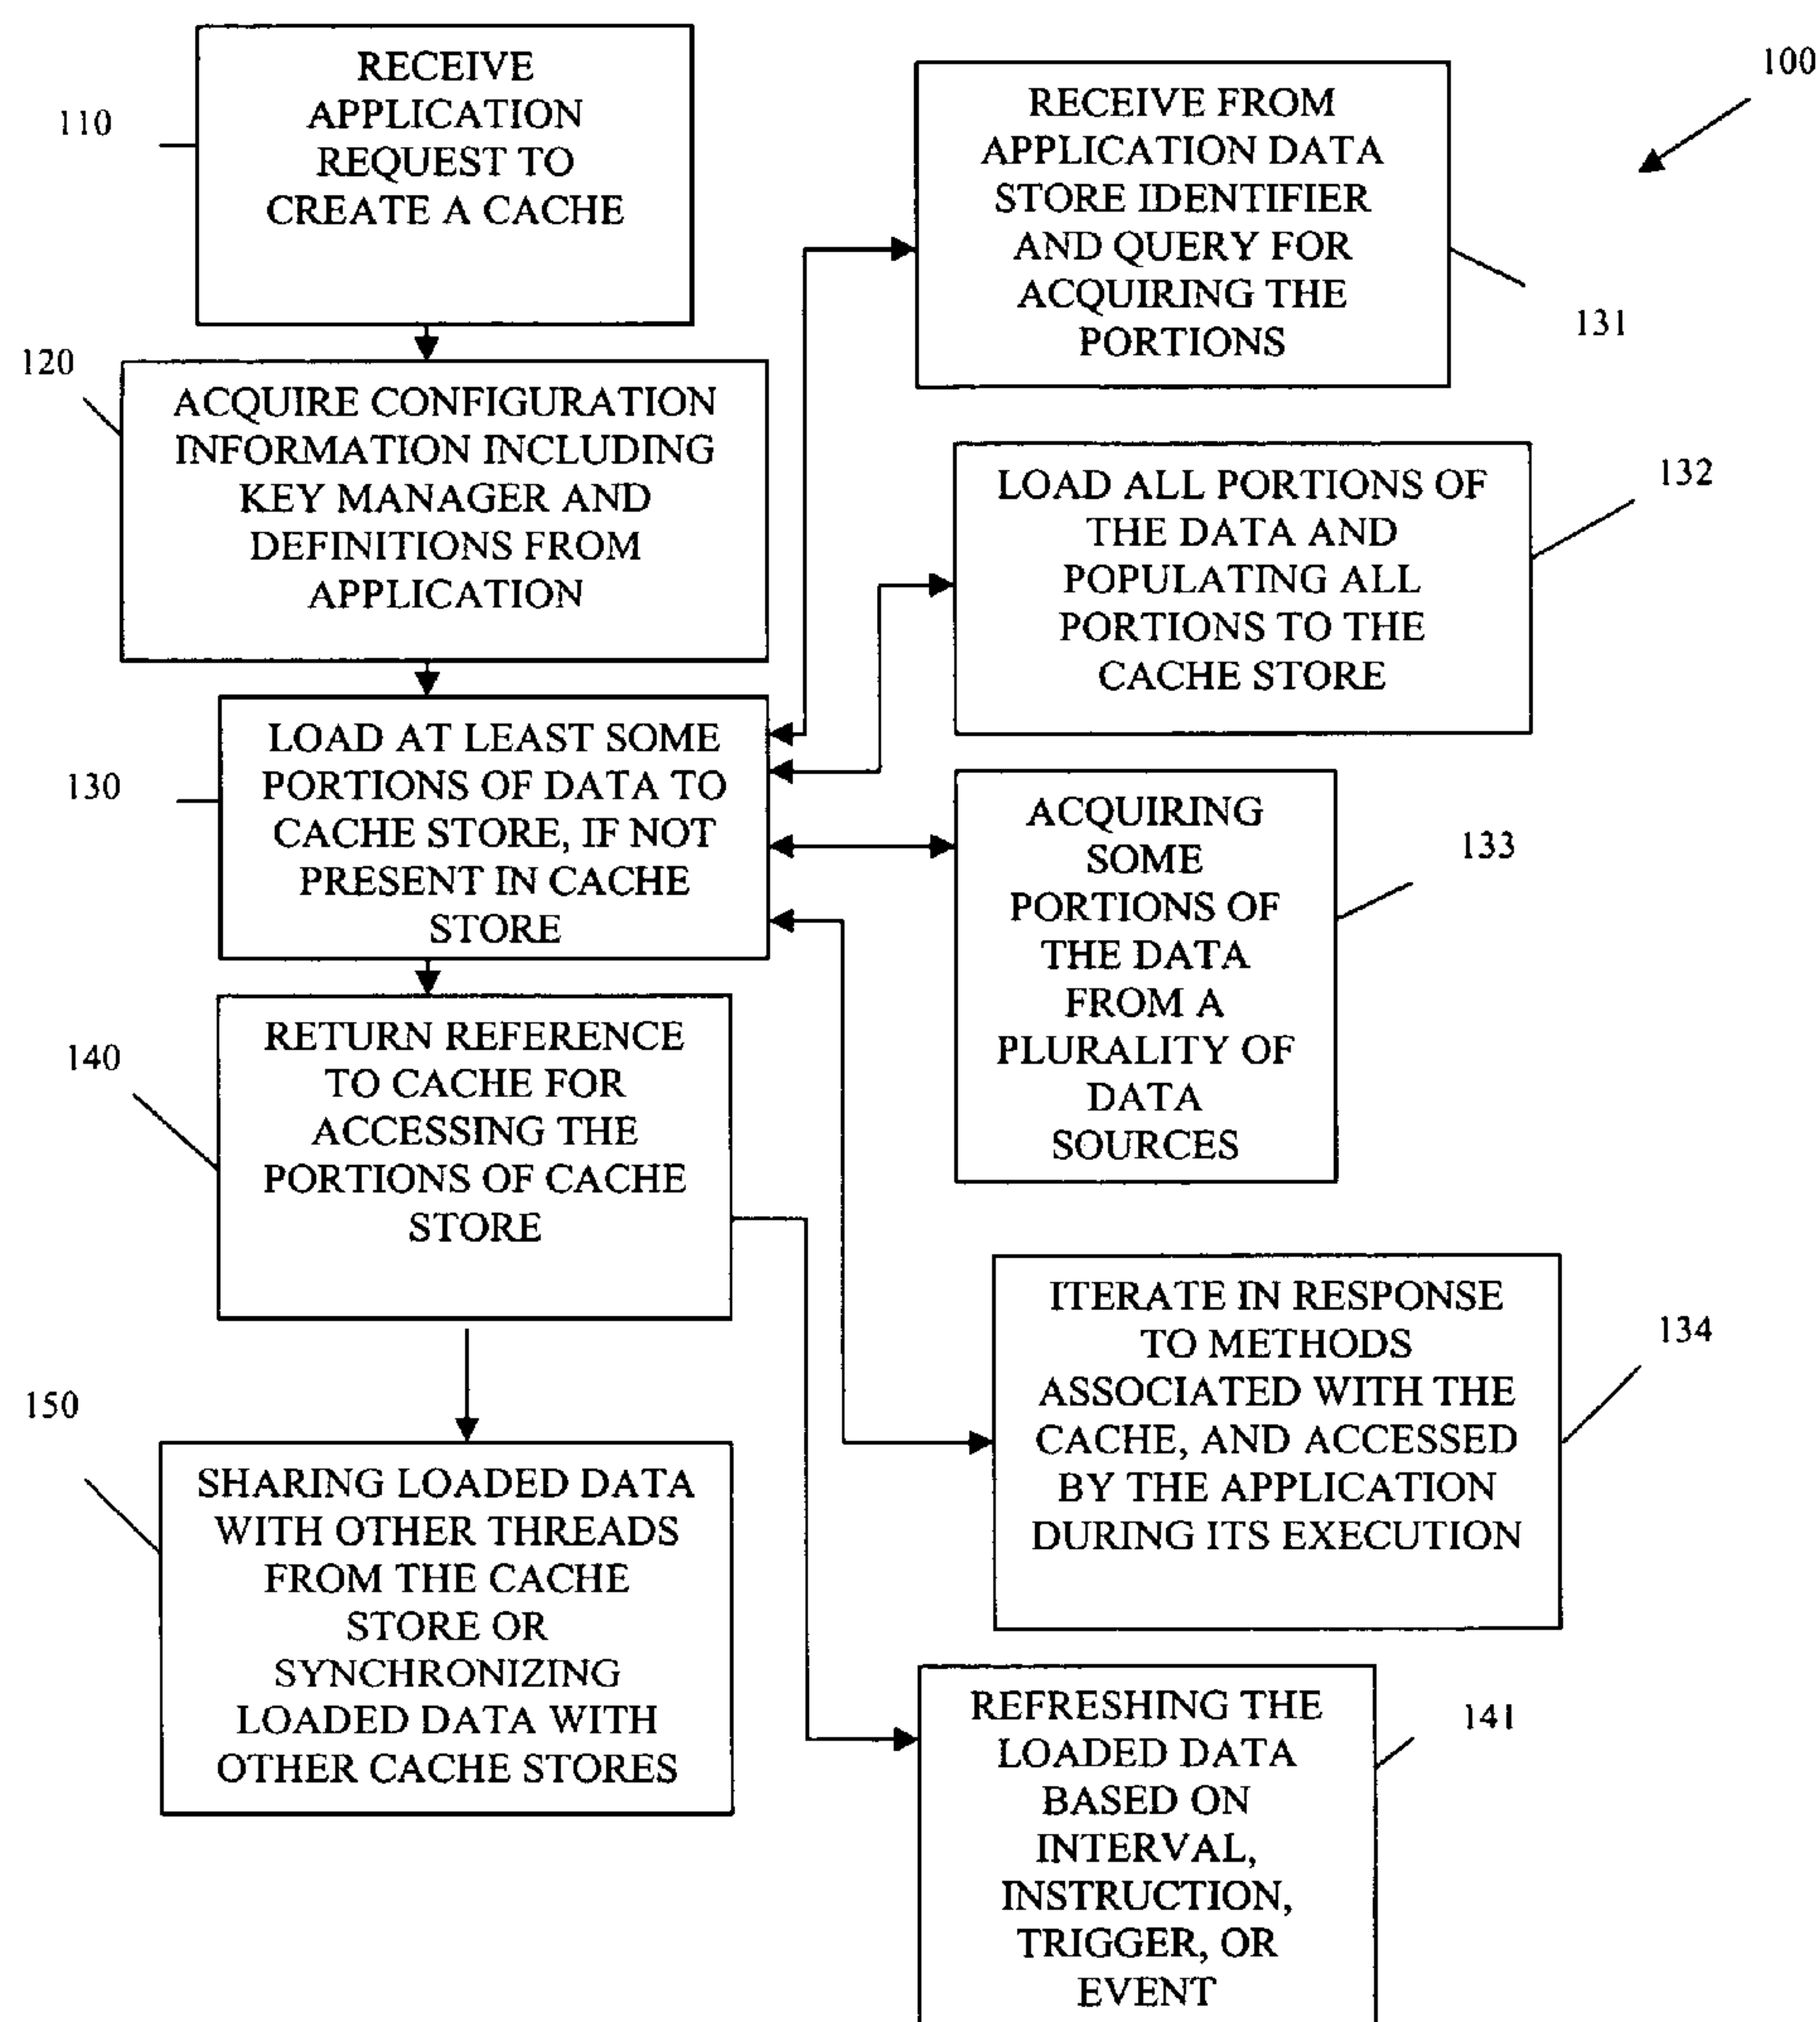 100
110
RECEIVE
APPLICATION
REQUEST TO
CREATE A CACHE
120
ACQUIRE CONFIGURATION
INFORMATION INCLUDING
KEY MANAGER AND
DEFINITIONS FROM
APPLICATION
130
LOAD AT LEAST SOME
PORTIONS OF DATA TO
CACHE STORE, IF NOT
PRESENT IN CACHE
STORE
140
RETURN REFERENCE
TO CACHE FOR
ACCESSING THE
PORTIONS OF CACHE
STORE
150
SHARING LOADED DATA
WITH OTHER THREADS
FROM THE CACHE
STORE OR
SYNCHRONIZING
LOADED DATA WITH
OTHER CACHE STORES
RECEIVE FROM
APPLICATION DATA
STORE IDENTIFIER
AND QUERY FOR
ACQUIRING THE
PORTIONS
131
LOAD ALL PORTIONS OF
THE DATA AND
POPULATING ALL
PORTIONS TO THE
CACHE STORE
132
ACQUIRING
SOME
PORTIONS OF
THE DATA
FROM A
PLURALITY OF
DATA
SOURCES
133
ITERATE IN RESPONSE
TO METHODS
ASSOCIATED WITH THE
CACHE, AND ACCESSED
BY THE APPLICATION
DURING ITS EXECUTION
134
REFRESHING THE
LOADED DATA
BASED ON
INTERVAL,
INSTRUCTION,
TRIGGER, OR
EVENT
141